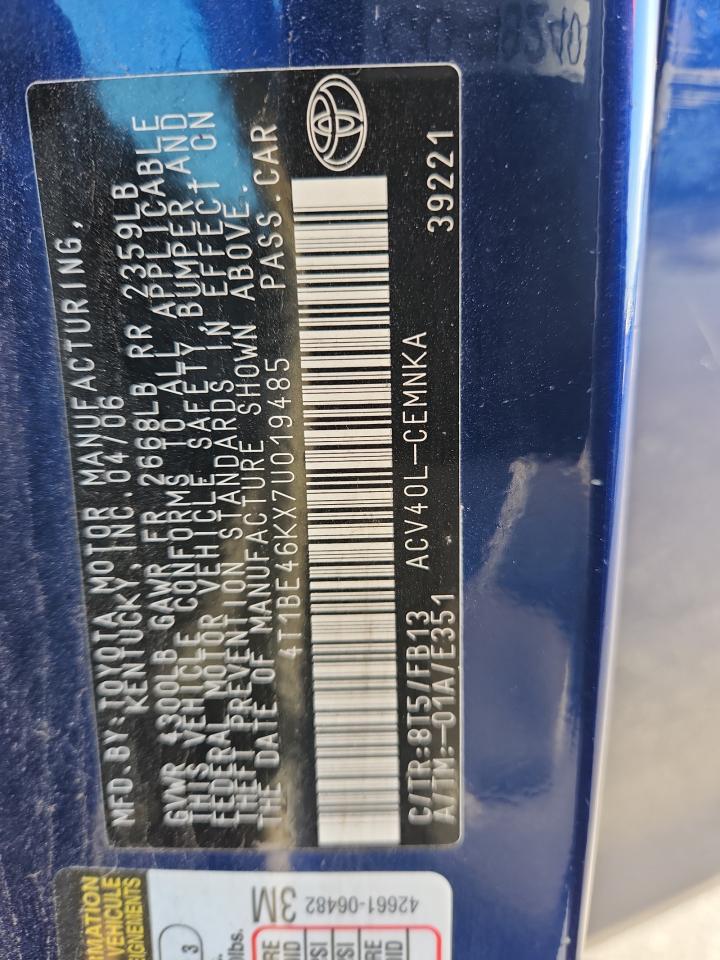 MFD.BY:TOYOTA MOTOR MANUFACTURING,
KENTUCKY, INC.04/06
GVWR 4300LB GAWR FR 2668LB RR 2359LB
THIS VEHICLE CONFORMS TO ALL APPLICABLE
FEDERAL MOTOR VEHICLE SAFETY,BUMPER,AND
THEFT PREVENTION STANDARDS IN EFFECT ON
THE DATE OF MANUFACTURE SHOWN ABOVE.
4T1BE46KX7U019485 PASS.CAR
C/TR:8T5/FB13 ACV40L-CEMNKA 39221
A/TM:-01A/E351
3M
42661-06482
3
lbs.